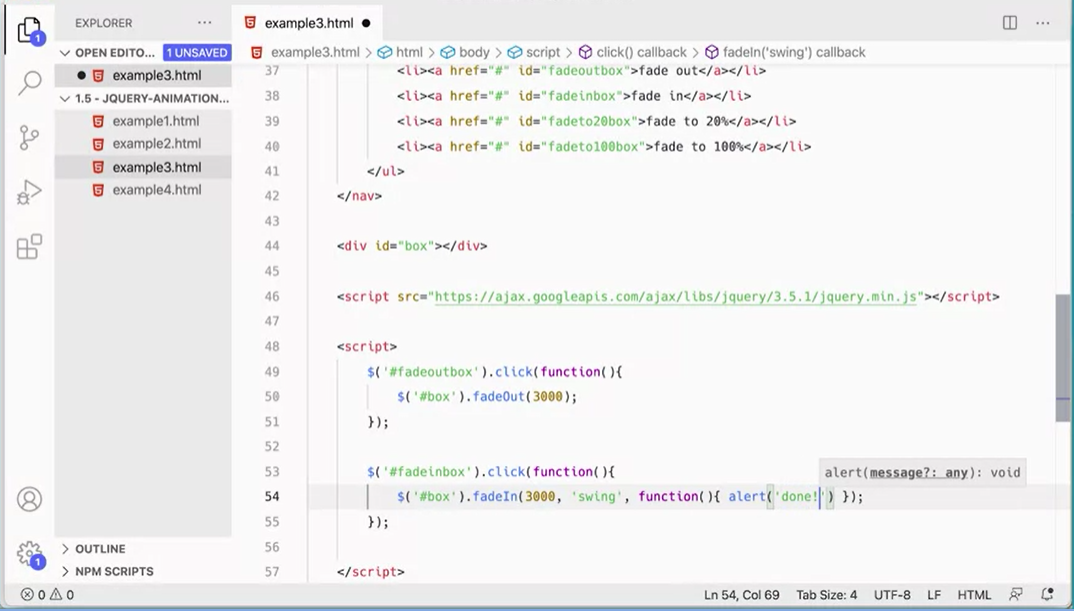 EXPLORER ···
OPEN EDITO... 1 UNSAVED
example3.html
1.5 - JQUERY-ANIMATION...
example1.html
example2.html
example3.html
example4.html
OUTLINE
NPM SCRIPTS
1
1
example3.html ···
example3.html > html > body > script > click() callback > fadeIn('swing') callback
37 <li><a href="#" id="fadeoutbox">fade out</a></li>
38 <li><a href="#" id="fadeinbox">fade in</a></li>
39 <li><a href="#" id="fadeto20box">fade to 20%</a></li>
40 <li><a href="#" id="fadeto100box">fade to 100%</a></li>
41 </ul>
42 </nav>
43
44 <div id="box"></div>
45
46 <script src="https://ajax.googleapis.com/ajax/libs/jquery/3.5.1/jquery.min.js"></script>
47
48 <script>
49 $('#fadeoutbox').click(function(){
50 $('#box').fadeOut(3000);
51 });
52
53 $('#fadeinbox').click(function(){
alert(message?: any): void
54 $('#box').fadeIn(3000, 'swing', function(){ alert('done!') });
55 });
56
57 </script>
0 0 Ln 54, Col 69 Tab Size: 4 UTF-8 LF HTML